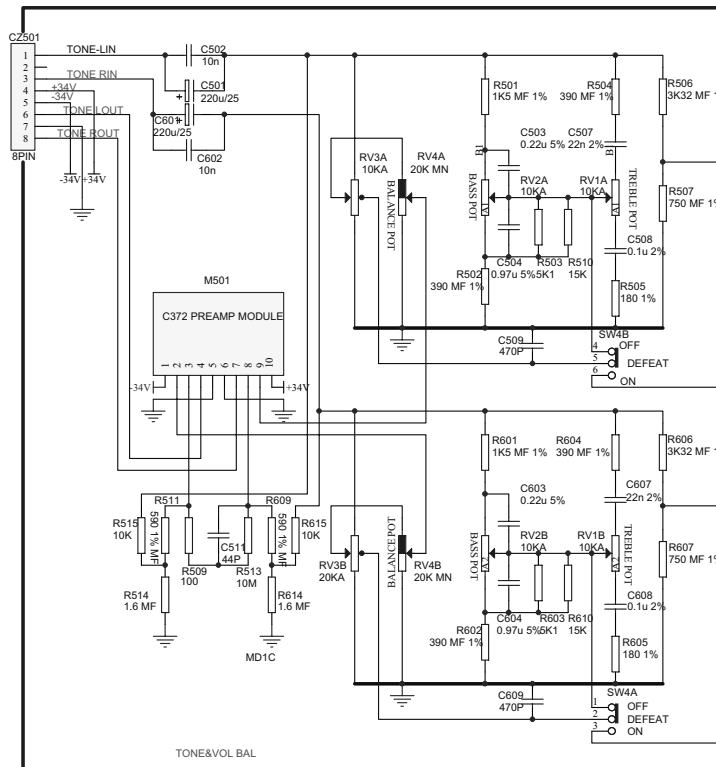 CZ501
1
2
3
4
5
6
7
8
8PIN
TONE-LIN
TONE RIN
+34V
-34V
TONE LOUT
TONE ROUT
-34V
+34V
C502
10n
C501
220u/25
C601
220u/25
C602
10n
+
+
RV3A
10KA
RV4A
20K MN
BALANCE POT
R501
1K5 MF 1%
R504
390 MF 1%
R506
3K32 MF 1
C503
0.22u 5%
C507
22n 2%
B1
B
RV2A
10KA
RV1A
10KA
BASS POT
TREBLE POT
R507
750 MF 1%
C508
0.1u 2%
R502
390 MF 1%
C504
0.97u 5%
R503
5K1
R510
15K
R505
180 1%
SW4B
C509
470P
4
5
6
OFF
DEFEAT
ON
M501
C372 PREAMP MODULE
1
2
3
4
5
6
7
8
9
10
-34V
+34V
R601
1K5 MF 1%
R604
390 MF 1%
R606
3K32 MF 1
C603
0.22u 5%
C607
22n 2%
R515
10K
R511
590 1% MF
R509
100
C511
44P
R513
10M
R609
590 1% MF
R615
10K
R514
1.6 MF
R614
1.6 MF
MD1C
RV3B
20KA
RV4B
20K MN
BALANCE POT
BASS POT
RV2B
10KA
RV1B
10KA
TREBLE POT
R607
750 MF 1%
C608
0.1u 2%
R602
390 MF 1%
C604
0.97u 5%
R603
5K1
R610
15K
R605
180 1%
SW4A
C609
470P
1
2
3
OFF
DEFEAT
ON
TONE&VOL BAL